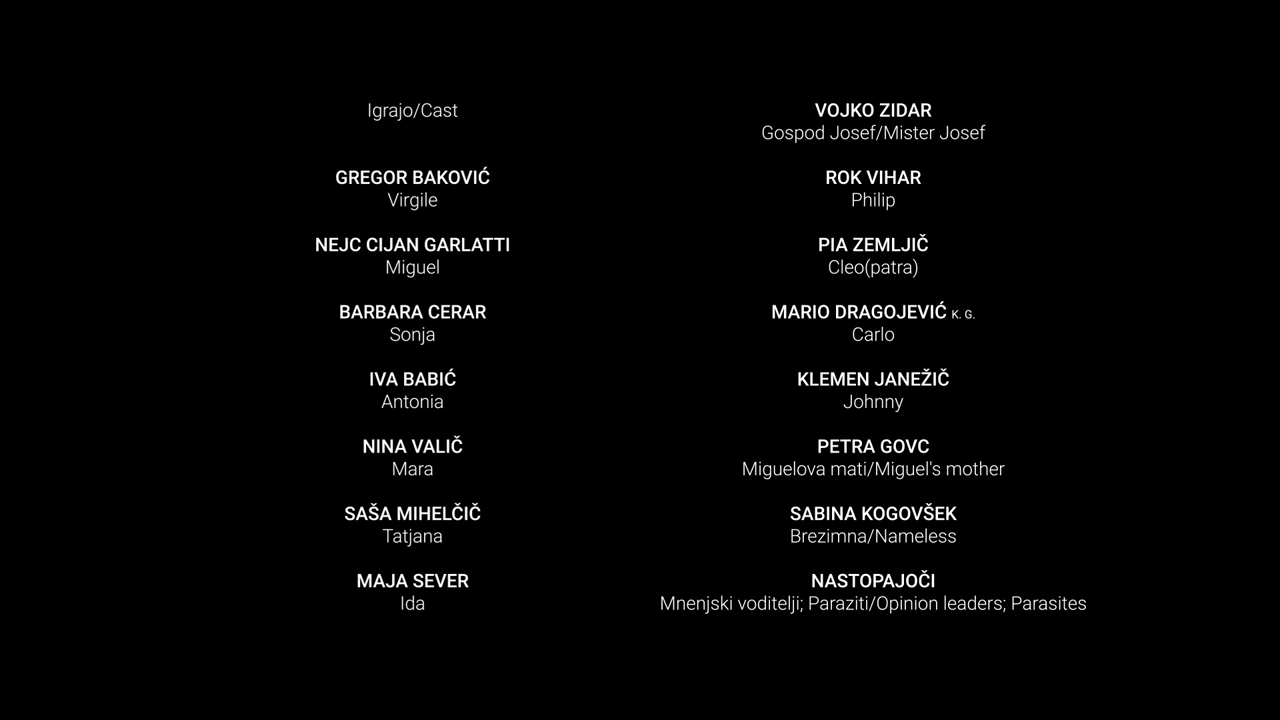 Igrajo/Cast
GREGOR BAKOVIĆ
Virgile
NEJC CIJAN GARLATTI
Miguel
BARBARA CERAR
Sonja
IVA BABIĆ
Antonia
NINA VALIČ
Mara
SAŠA MIHELČIČ
Tatjana
MAJA SEVER
Ida
VOJKO ZIDAR
Gospod Josef/Mister Josef
ROK VIHAR
Philip
PIA ZEMLJIČ
Cleo(patra)
MARIO DRAGOJEVIĆ K. G.
Carlo
KLEMEN JANEŽIČ
Johnny
PETRA GOVC
Miguelova mati/Miguel's mother
SABINA KOGOVŠEK
Brezimna/Nameless
NASTOPAJOČI
Mnenjski voditelji; Paraziti/Opinion leaders; Parasites